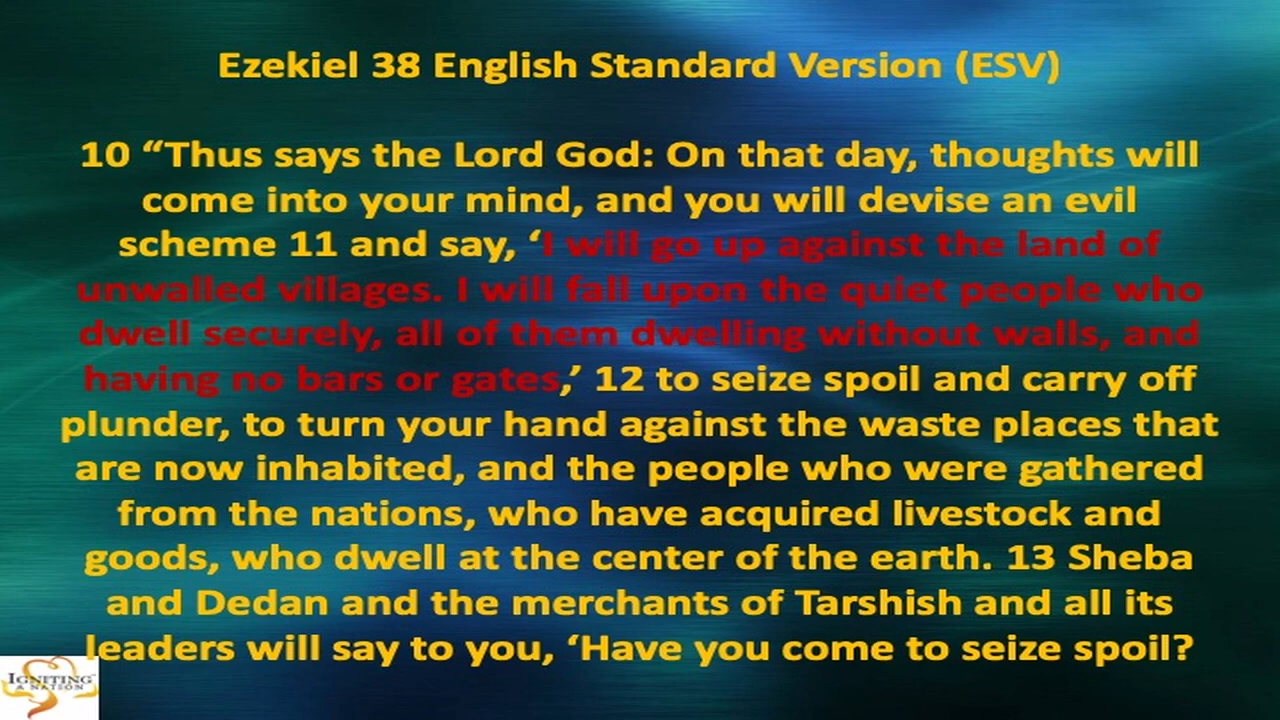 Ezekiel 38 English Standard Version (ESV)
10 “Thus says the Lord God: On that day, thoughts will
come into your mind, and you will devise an evil
scheme 11 and say, ‘I will go up against the land of
unwalled villages. I will fall upon the quiet people who
dwell securely, all of them dwelling without walls, and
having no bars or gates,’ 12 to seize spoil and carry off
plunder, to turn your hand against the waste places that
are now inhabited, and the people who were gathered
from the nations, who have acquired livestock and
goods, who dwell at the center of the earth. 13 Sheba
and Dedan and the merchants of Tarshish and all its
leaders will say to you, ‘Have you come to seize spoil?
IGNITING
A NATION